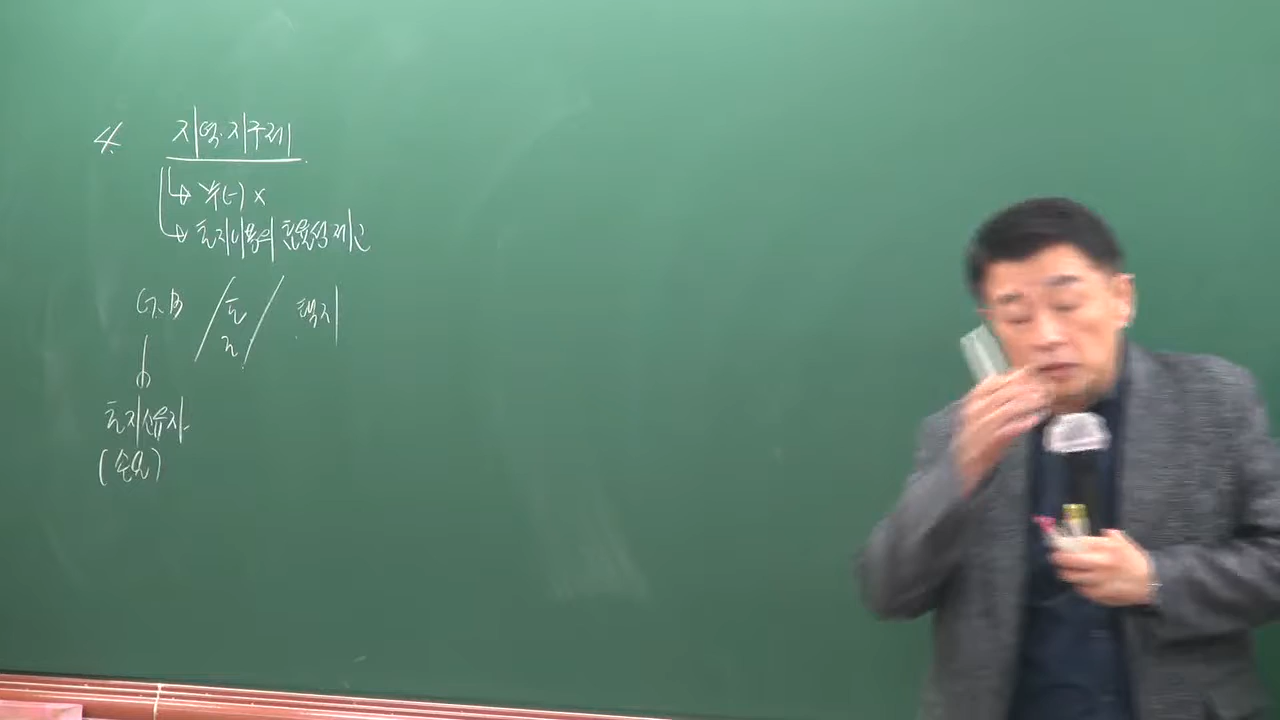 4. 지역·지구제
→ 부(-) x
→ 토지이용의 효율성 제고
G.B / 도 / 택지
토지소유자
(손실)